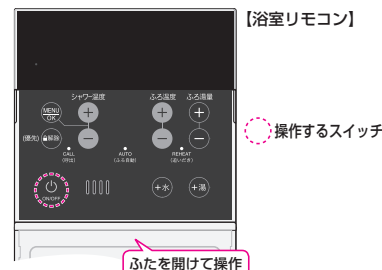 【浴室リモコン】
シャワー温度 ふろ温度 ふろ湯量
MENU
OK
+ + +
(優先) 解除
- - -
CALL AUTO REHEAT
(呼出) (ふろ自動) (追いだき)
ON/OFF
+水 +湯
操作するスイッチ
ふたを開けて操作